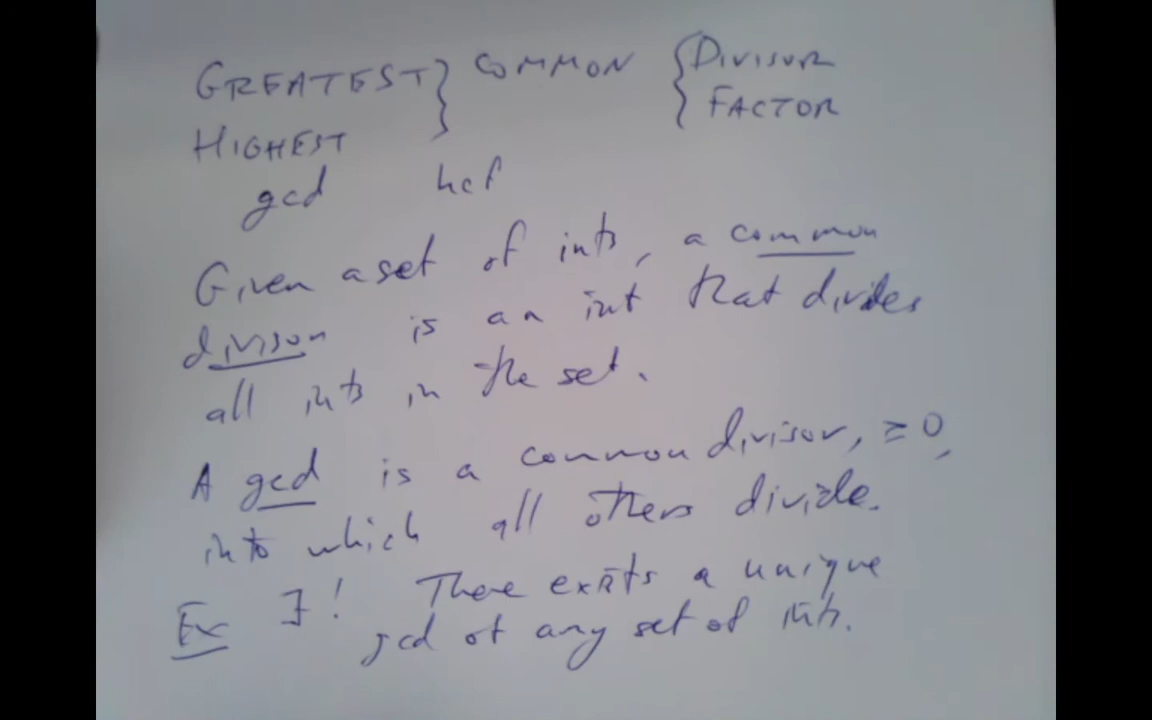 GREATEST } COMMON { DIVISOR
HIGHEST } { FACTOR
gcd hcf
Given a set of ints, a common
divisor is an int that divides
all ints in the set.
A gcd is a common divisor, ≥ 0,
into which all others divide.
Ex ∃! There exists a unique
gcd of any set of ints.